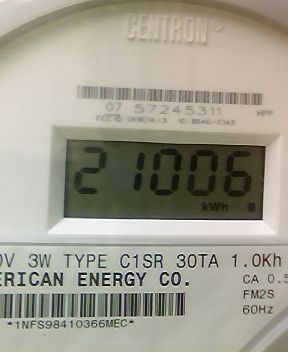 CENTRON®
07 57245311 HPP
21006
kWh
0V 3W TYPE C1SR 30TA 1.0Kh
ERICAN ENERGY CO. CA 0.5
FM2S
60Hz
*1NFS98410366MEC*